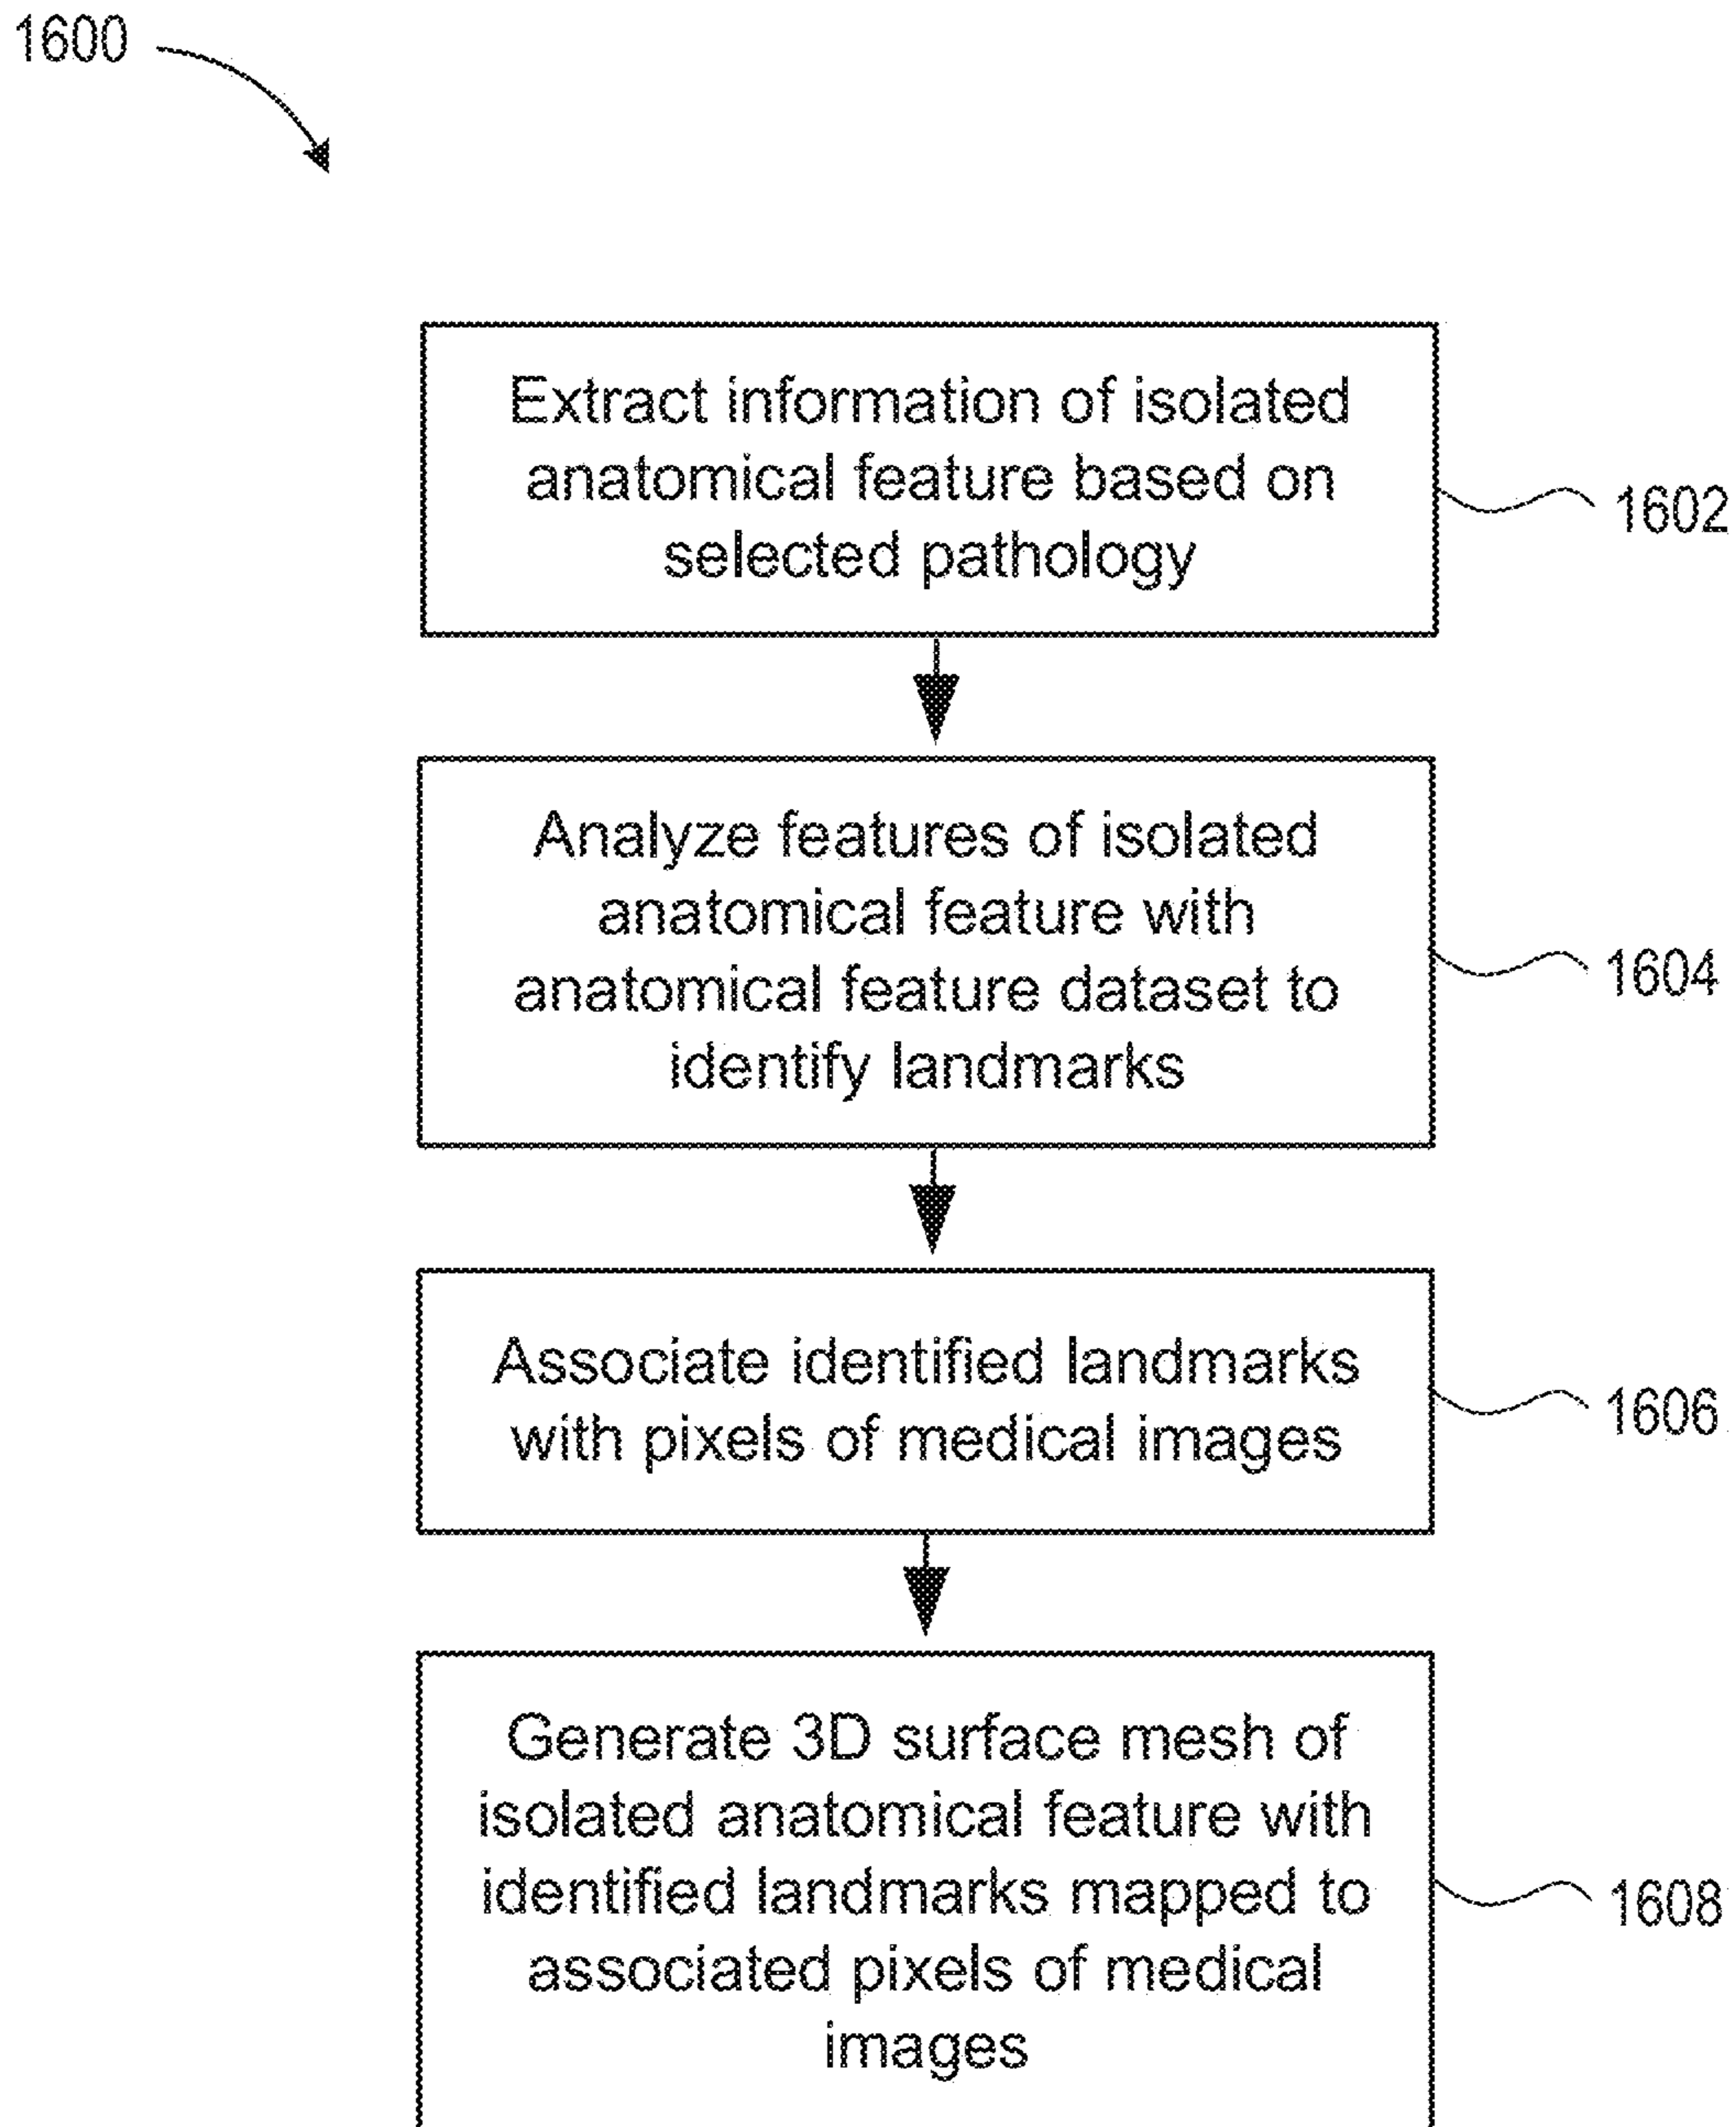 1600
Extract information of isolated
anatomical feature based on
selected pathology
1602
Analyze features of isolated
anatomical feature with
anatomical feature dataset to
identify landmarks
1604
Associate identified landmarks
with pixels of medical images
1606
Generate 3D surface mesh of
isolated anatomical feature with
identified landmarks mapped to
associated pixels of medical
images
1608